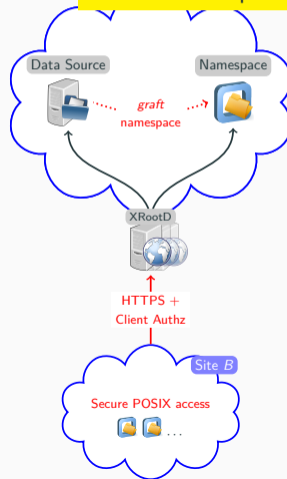 Data Source
Namespace
graft
namespace
XRootD
HTTPS +
Client Authz
Site B
Secure POSIX access
...